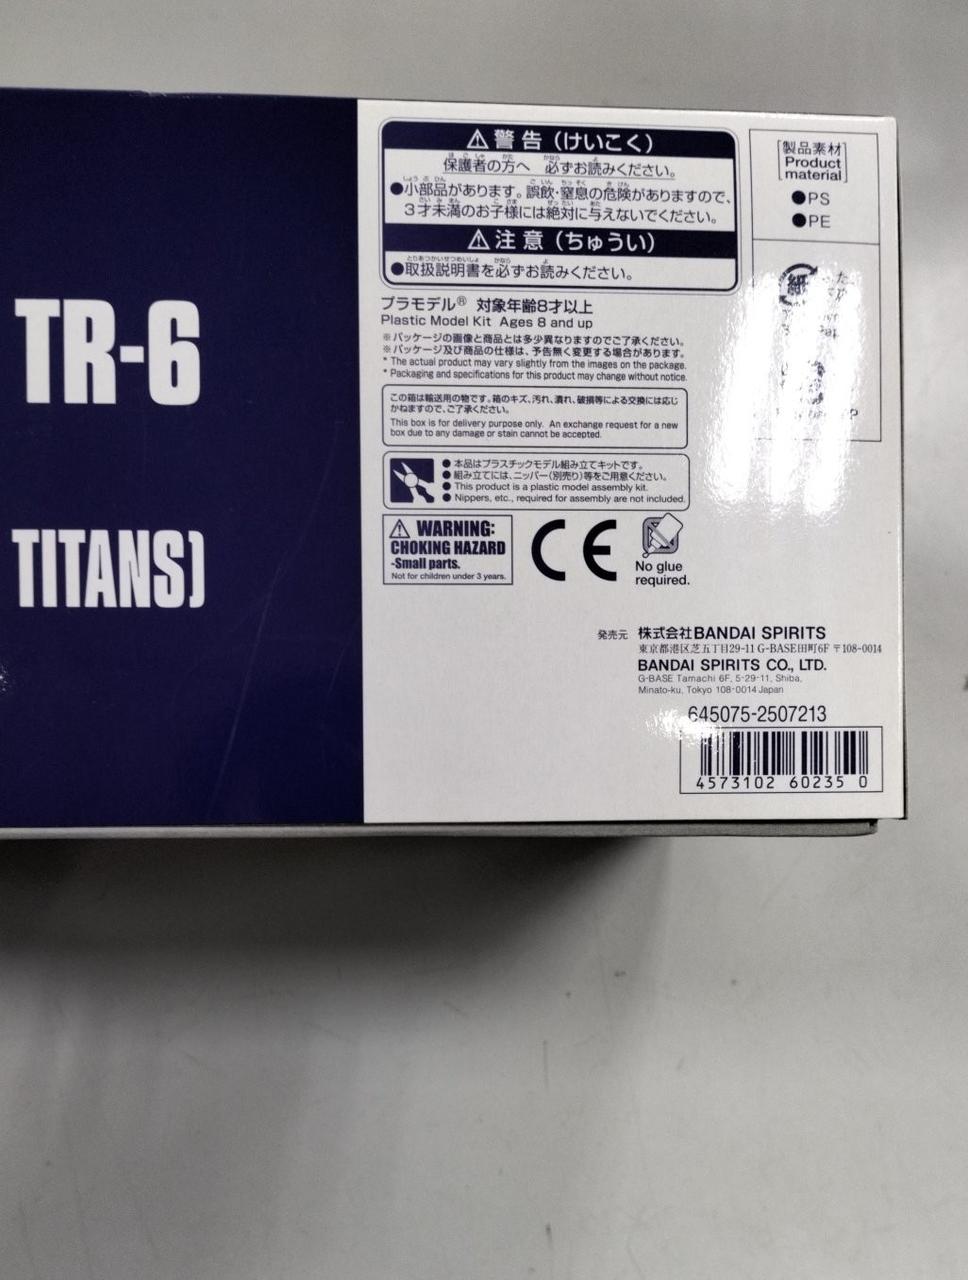 TR-6
TITANS)
⚠警告(けいこく)
保護者の方へ 必ずお読みください。
●小部品があります。誤飲・窒息の危険がありますので、
3才未満のお子様には絶対に与えないでください。
⚠注意(ちゅうい)
●取扱説明書を必ずお読みください。
プラモデル® 対象年齢8才以上
Plastic Model Kit Ages 8 and up
※パッケージの画像と商品とは多少異なりますのでご了承ください。
※パッケージ及び商品の仕様は、予告無く変更する場合があります。
* The actual product may vary slightly from the images on the package.
* Packaging and specifications for this product may change without notice.
この箱は輸送用の物です。箱のキズ、汚れ、潰れ、破損等による交換には応じ
かねますので、ご了承ください。
This box is for delivery purpose only. An exchange request for a new
box due to any damage or stain cannot be accepted.
●本品はプラスチックモデル組み立てキットです。
●組み立てには、ニッパー(別売り)等をご用意ください。
●This product is a plastic model assembly kit.
●Nippers, etc., required for assembly are not included.
⚠ WARNING:
CHOKING HAZARD
-Small parts.
Not for children under 3 years.
CE
No glue
required.
[製品素材
Product
material]
●PS
●PE
紙
発売元 株式会社BANDAI SPIRITS
東京都港区芝五丁目29-11 G-BASE田町6F 〒108-0014
BANDAI SPIRITS CO., LTD.
G-BASE Tamachi 6F, 5-29-11, Shiba,
Minato-ku, Tokyo 108-0014 Japan
645075-2507213
4573102 60235 0